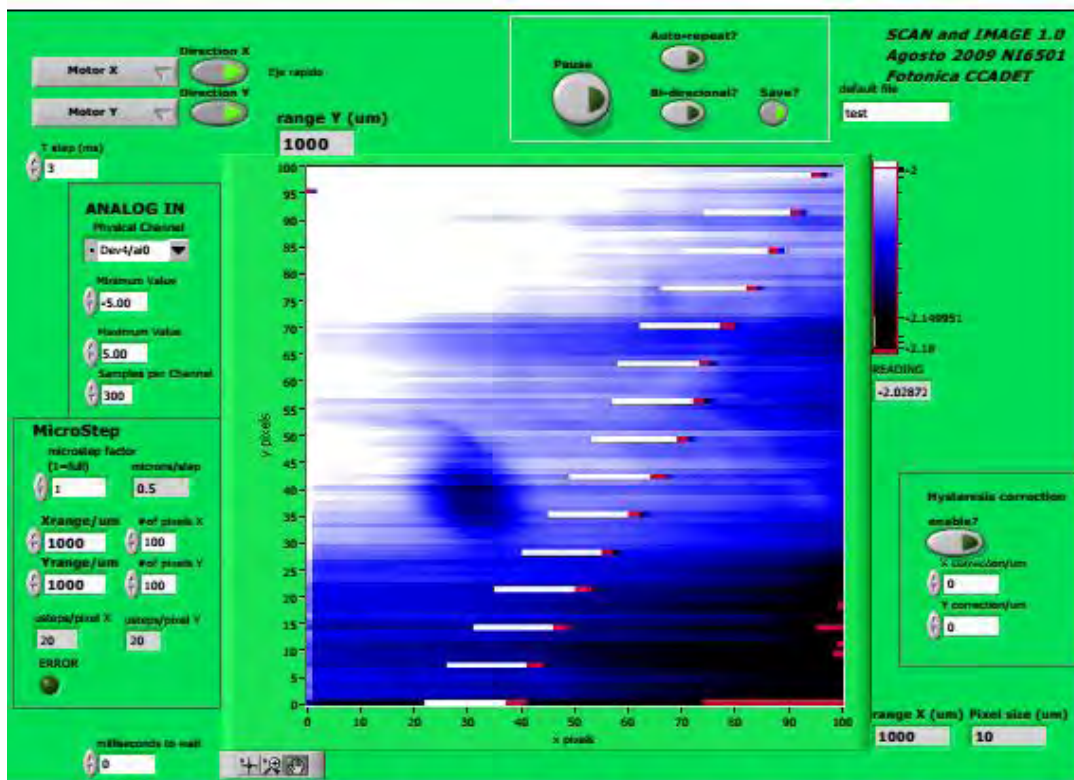 SCAN and IMAGE 1.0
Agosto 2009 NI6501
Fotonica CCADET
default file
test
Motor X
Direction X
Eje rapido
Motor Y
Direction Y
T step (ms)
3
Pause
Auto-repeat?
Bi-direcional?
Save?
range Y (um)
1000
ANALOG IN
Physical Channel
Dev4/ai0
Minimum Value
-5.00
Maximum Value
5.00
Samples per Channel
300
MicroStep
microstep factor
(1=full)
microns/step
1
0.5
Xrange/um
#of pixels X
1000
100
Yrange/um
#of pixels Y
1000
100
usteps/pixel X
usteps/pixel Y
20
20
ERROR
milliseconds to wait
0
y pixels
100
95
90
85
80
75
70
65
60
55
50
45
40
35
30
25
20
15
10
5
0
0 10 20 30 40 50 60 70 80 90 100
x pixels
-2
-2.149951
-2.18
READING
-2.02872
Hysteresis correction
enable?
X correction/um
0
Y correction/um
0
range X (um)
Pixel size (um)
1000
10